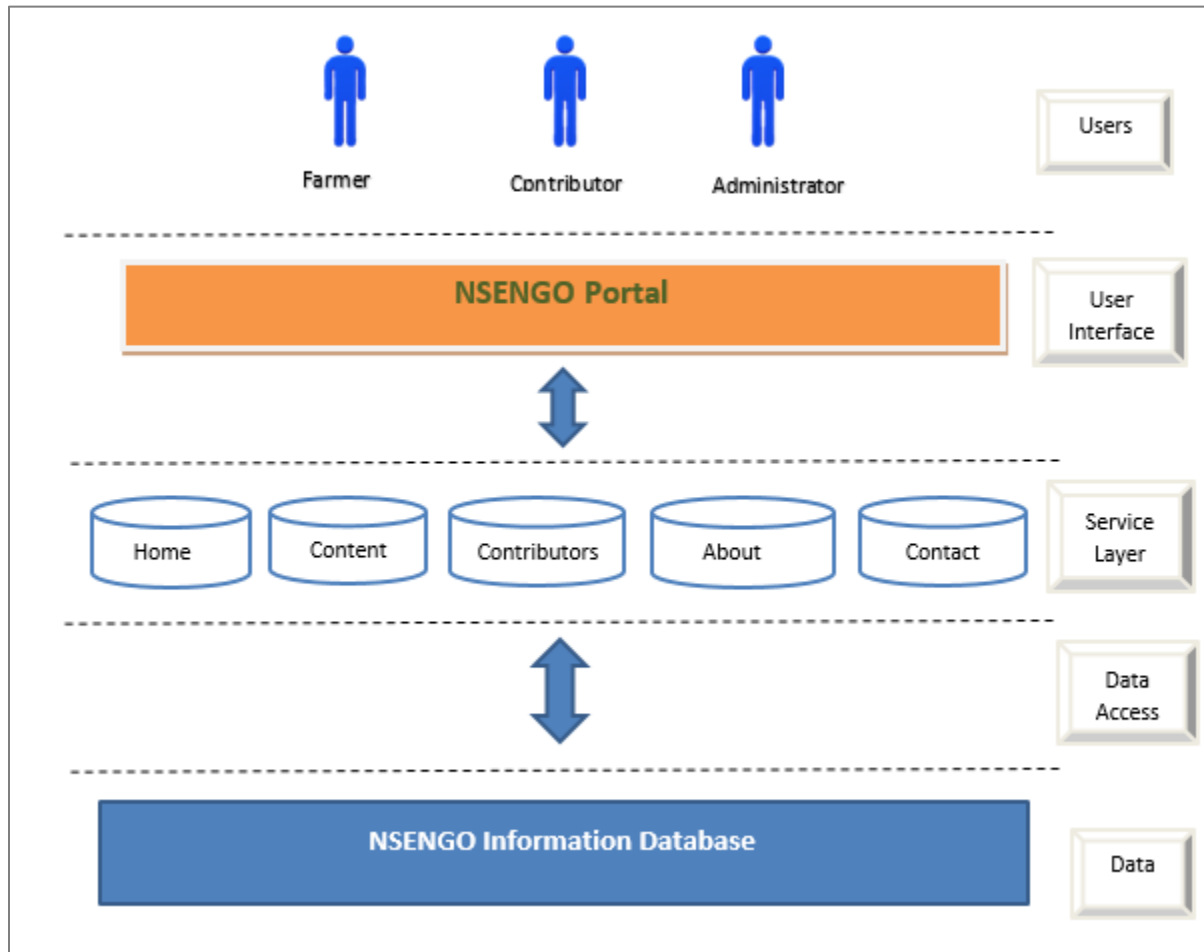 Users
Farmer
Contributor
Administrator
NSENGO Portal
User
Interface
Home
Content
Contributors
About
Contact
Service
Layer
Data
Access
NSENGO Information Database
Data